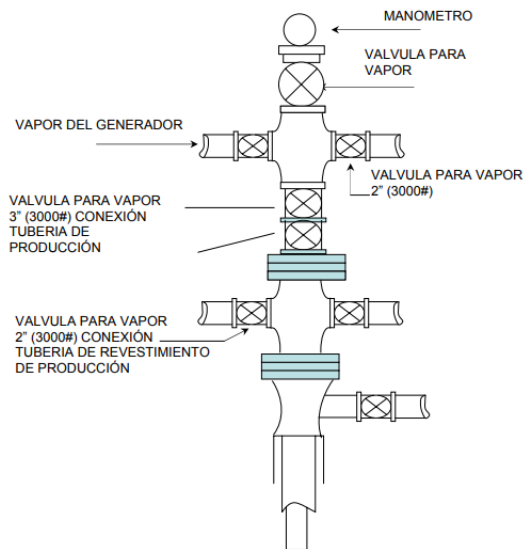 MANOMETRO
VALVULA PARA
VAPOR
VAPOR DEL GENERADOR
VALVULA PARA VAPOR
2" (3000#)
VALVULA PARA VAPOR
3" (3000#) CONEXIÓN
TUBERIA DE
PRODUCCIÓN
VALVULA PARA VAPOR
2" (3000#) CONEXIÓN
TUBERIA DE REVESTIMIENTO
DE PRODUCCIÓN